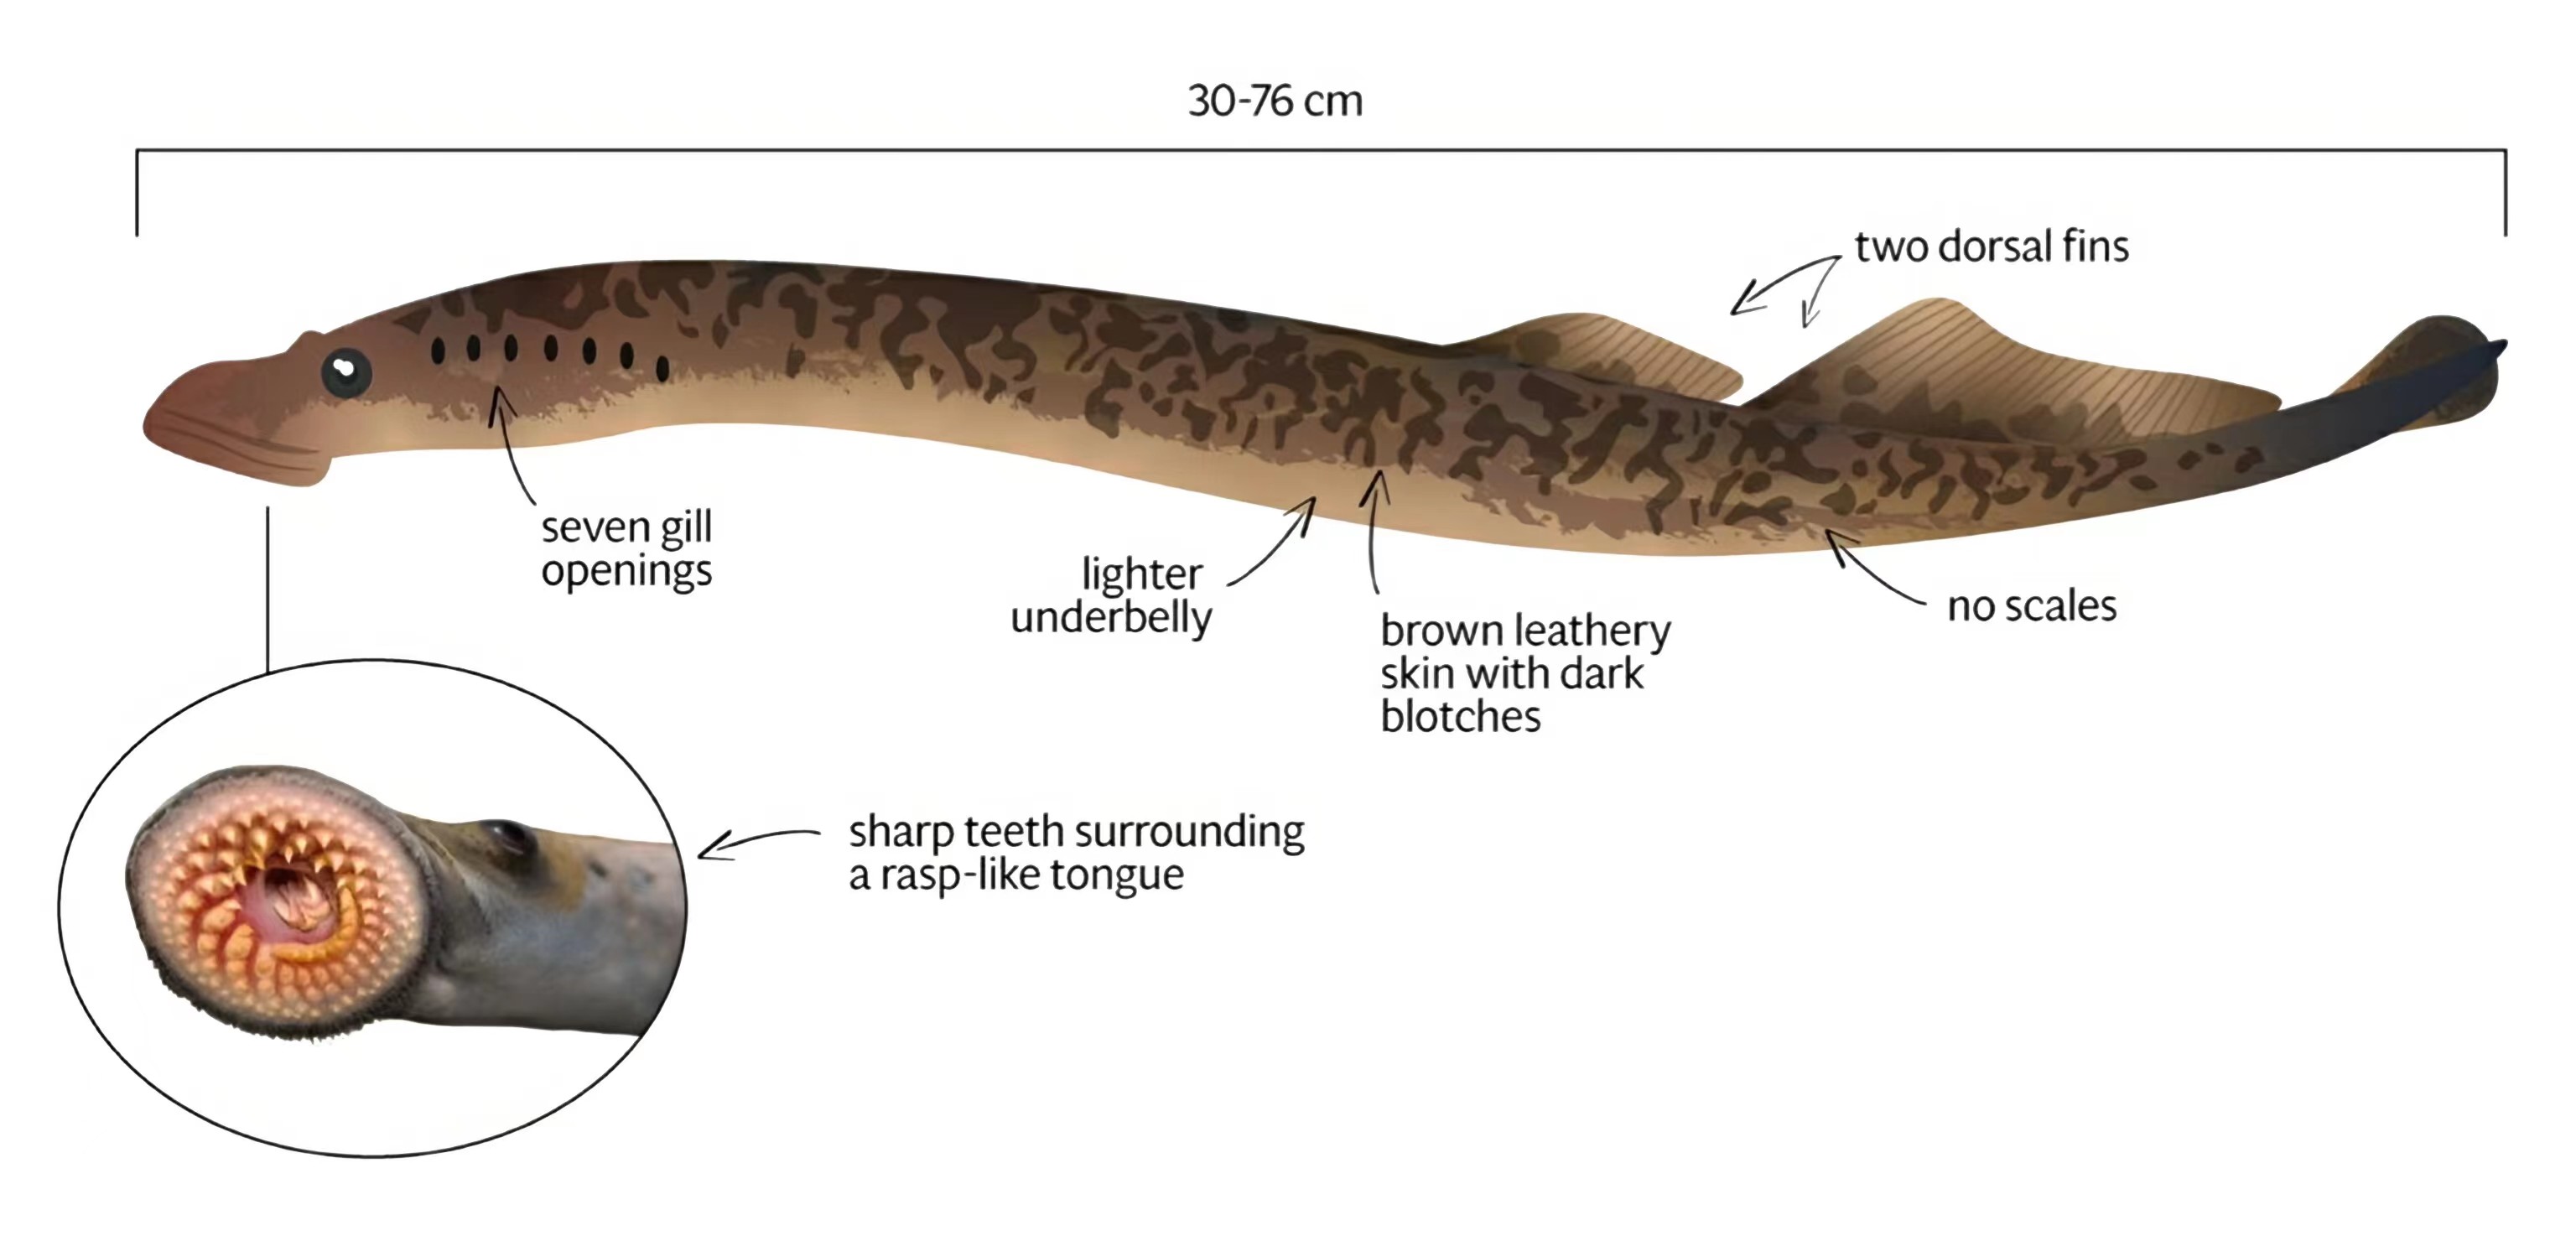 30-76 cm
two dorsal fins
seven gill
openings
lighter
underbelly
brown leathery
skin with dark
blotches
no scales
sharp teeth surrounding
a rasp-like tongue